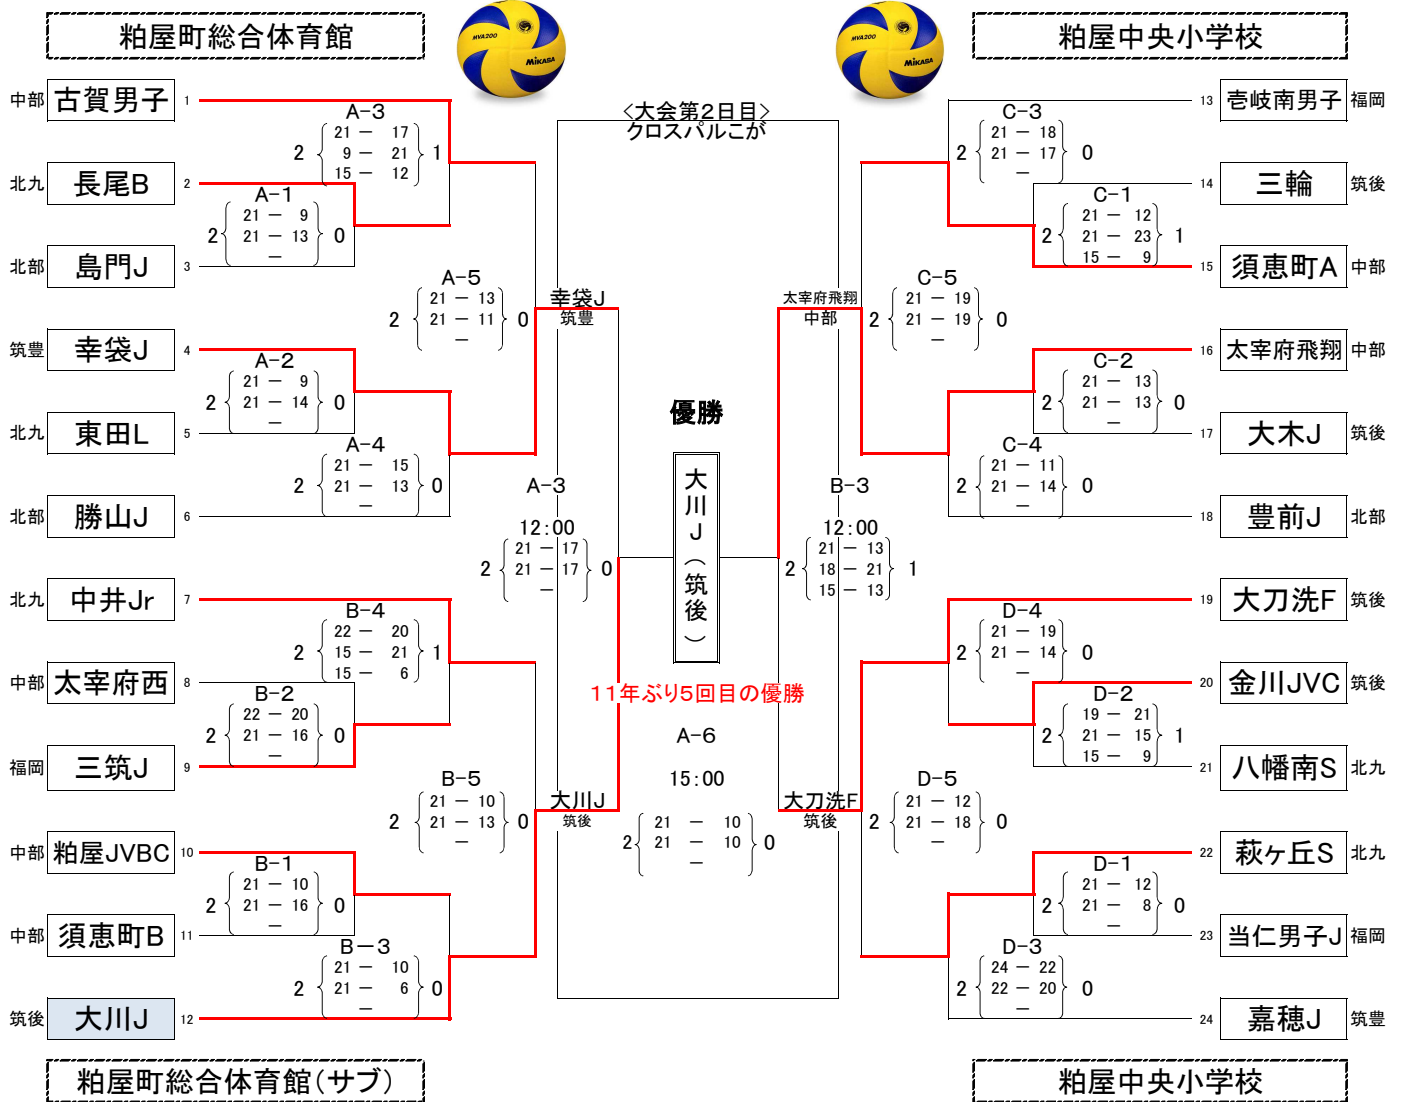 粕屋町総合体育館
粕屋中央小学校
MVA200
MIKASA
MVA200
MIKASA
<大会第2日目>
クロスパルこが
中部 古賀男子 1
北九 長尾B 2
北部 島門J 3
筑豊 幸袋J 4
北九 東田L 5
北部 勝山J 6
北九 中井Jr 7
中部 太宰府西 8
福岡 三筑J 9
中部 粕屋JVBC 10
中部 須恵町B 11
筑後 大川J 12
A-3
21 － 17
2 9 － 21 1
15 － 12
A-1
21 － 9
2 21 － 13 0
－
A-5
21 － 13
2 21 － 11 0
－
A-2
21 － 9
2 21 － 14 0
－
A-4
21 － 15
2 21 － 13 0
－
B-4
22 － 20
2 15 － 21 1
15 － 6
B-2
22 － 20
2 21 － 16 0
－
B-5
21 － 10
2 21 － 13 0
－
B-1
21 － 10
2 21 － 16 0
－
B－3
21 － 10
2 21 － 6 0
－
幸袋J
筑豊
大川J
筑後
A-3
12:00
21 － 17
2 21 － 17 0
－
優勝
大川J（筑後）
11年ぶり5回目の優勝
A-6
15:00
21 － 10
2 21 － 10 0
－
太宰府飛翔
中部
大刀洗F
筑後
B-3
12:00
21 － 13
2 18 － 21 1
15 － 13
C-3
21 － 18
2 21 － 17 0
－
C-1
21 － 12
2 21 － 23 1
15 － 9
C-5
21 － 19
2 21 － 19 0
－
C-2
21 － 13
2 21 － 13 0
－
C-4
21 － 11
2 21 － 14 0
－
D-4
21 － 19
2 21 － 14 0
－
D-2
19 － 21
2 21 － 15 1
15 － 9
D-5
21 － 12
2 21 － 18 0
－
D-1
21 － 12
2 21 － 8 0
－
D-3
24 － 22
2 22 － 20 0
－
13 壱岐南男子 福岡
14 三輪 筑後
15 須恵町A 中部
16 太宰府飛翔 中部
17 大木J 筑後
18 豊前J 北部
19 大刀洗F 筑後
20 金川JVC 筑後
21 八幡南S 北九
22 萩ヶ丘S 北九
23 当仁男子J 福岡
24 嘉穂J 筑豊
粕屋町総合体育館（サブ）
粕屋中央小学校